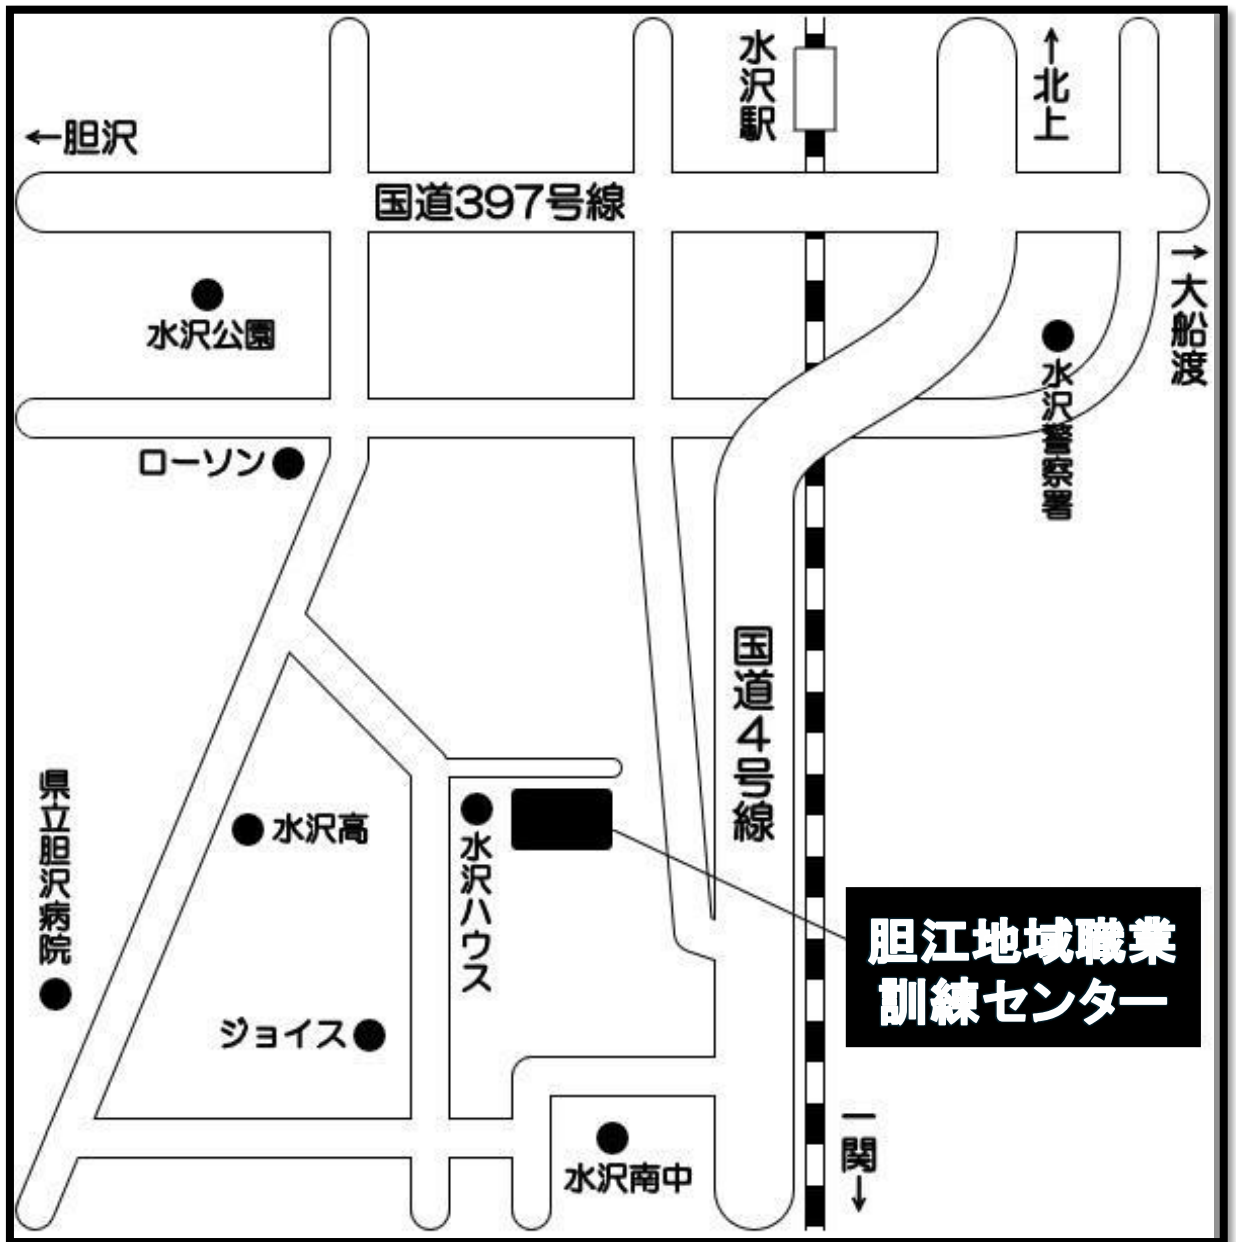 水沢駅
↑北上
←胆沢
国道397号線
→大船渡
水沢公園
水沢警察署
ローソン
国道4号線
県立胆沢病院
水沢高
水沢ハウス
胆江地域職業
訓練センター
ジョイス
水沢南中
一関↓